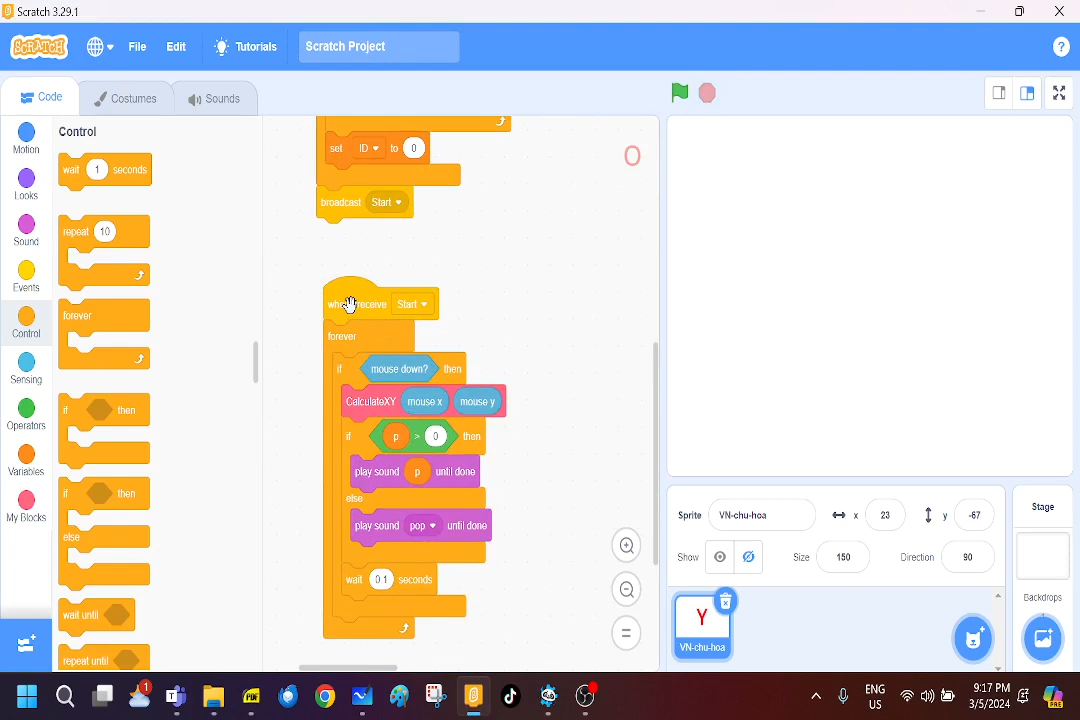 Scratch 3.29.1
SCRATCH
File
Edit
Tutorials
Scratch Project
?
Code
Costumes
Sounds
Motion
Looks
Sound
Events
Control
Sensing
Operators
Variables
My Blocks
Control
wait 1 seconds
repeat 10
forever
if then
if then
else
wait until
repeat until
set ID to 0
broadcast Start
receive Start
forever
if mouse down? then
CalculateXY mouse x mouse y
if p > 0 then
play sound p until done
else
play sound pop until done
wait 0.1 seconds
Sprite VN-chu-hoa x 23 y -67
Show Size 150 Direction 90
Y
VN-chu-hoa
Stage
Backdrops
1
PDF
ENG
US
9:17 PM
3/5/2024
PRE